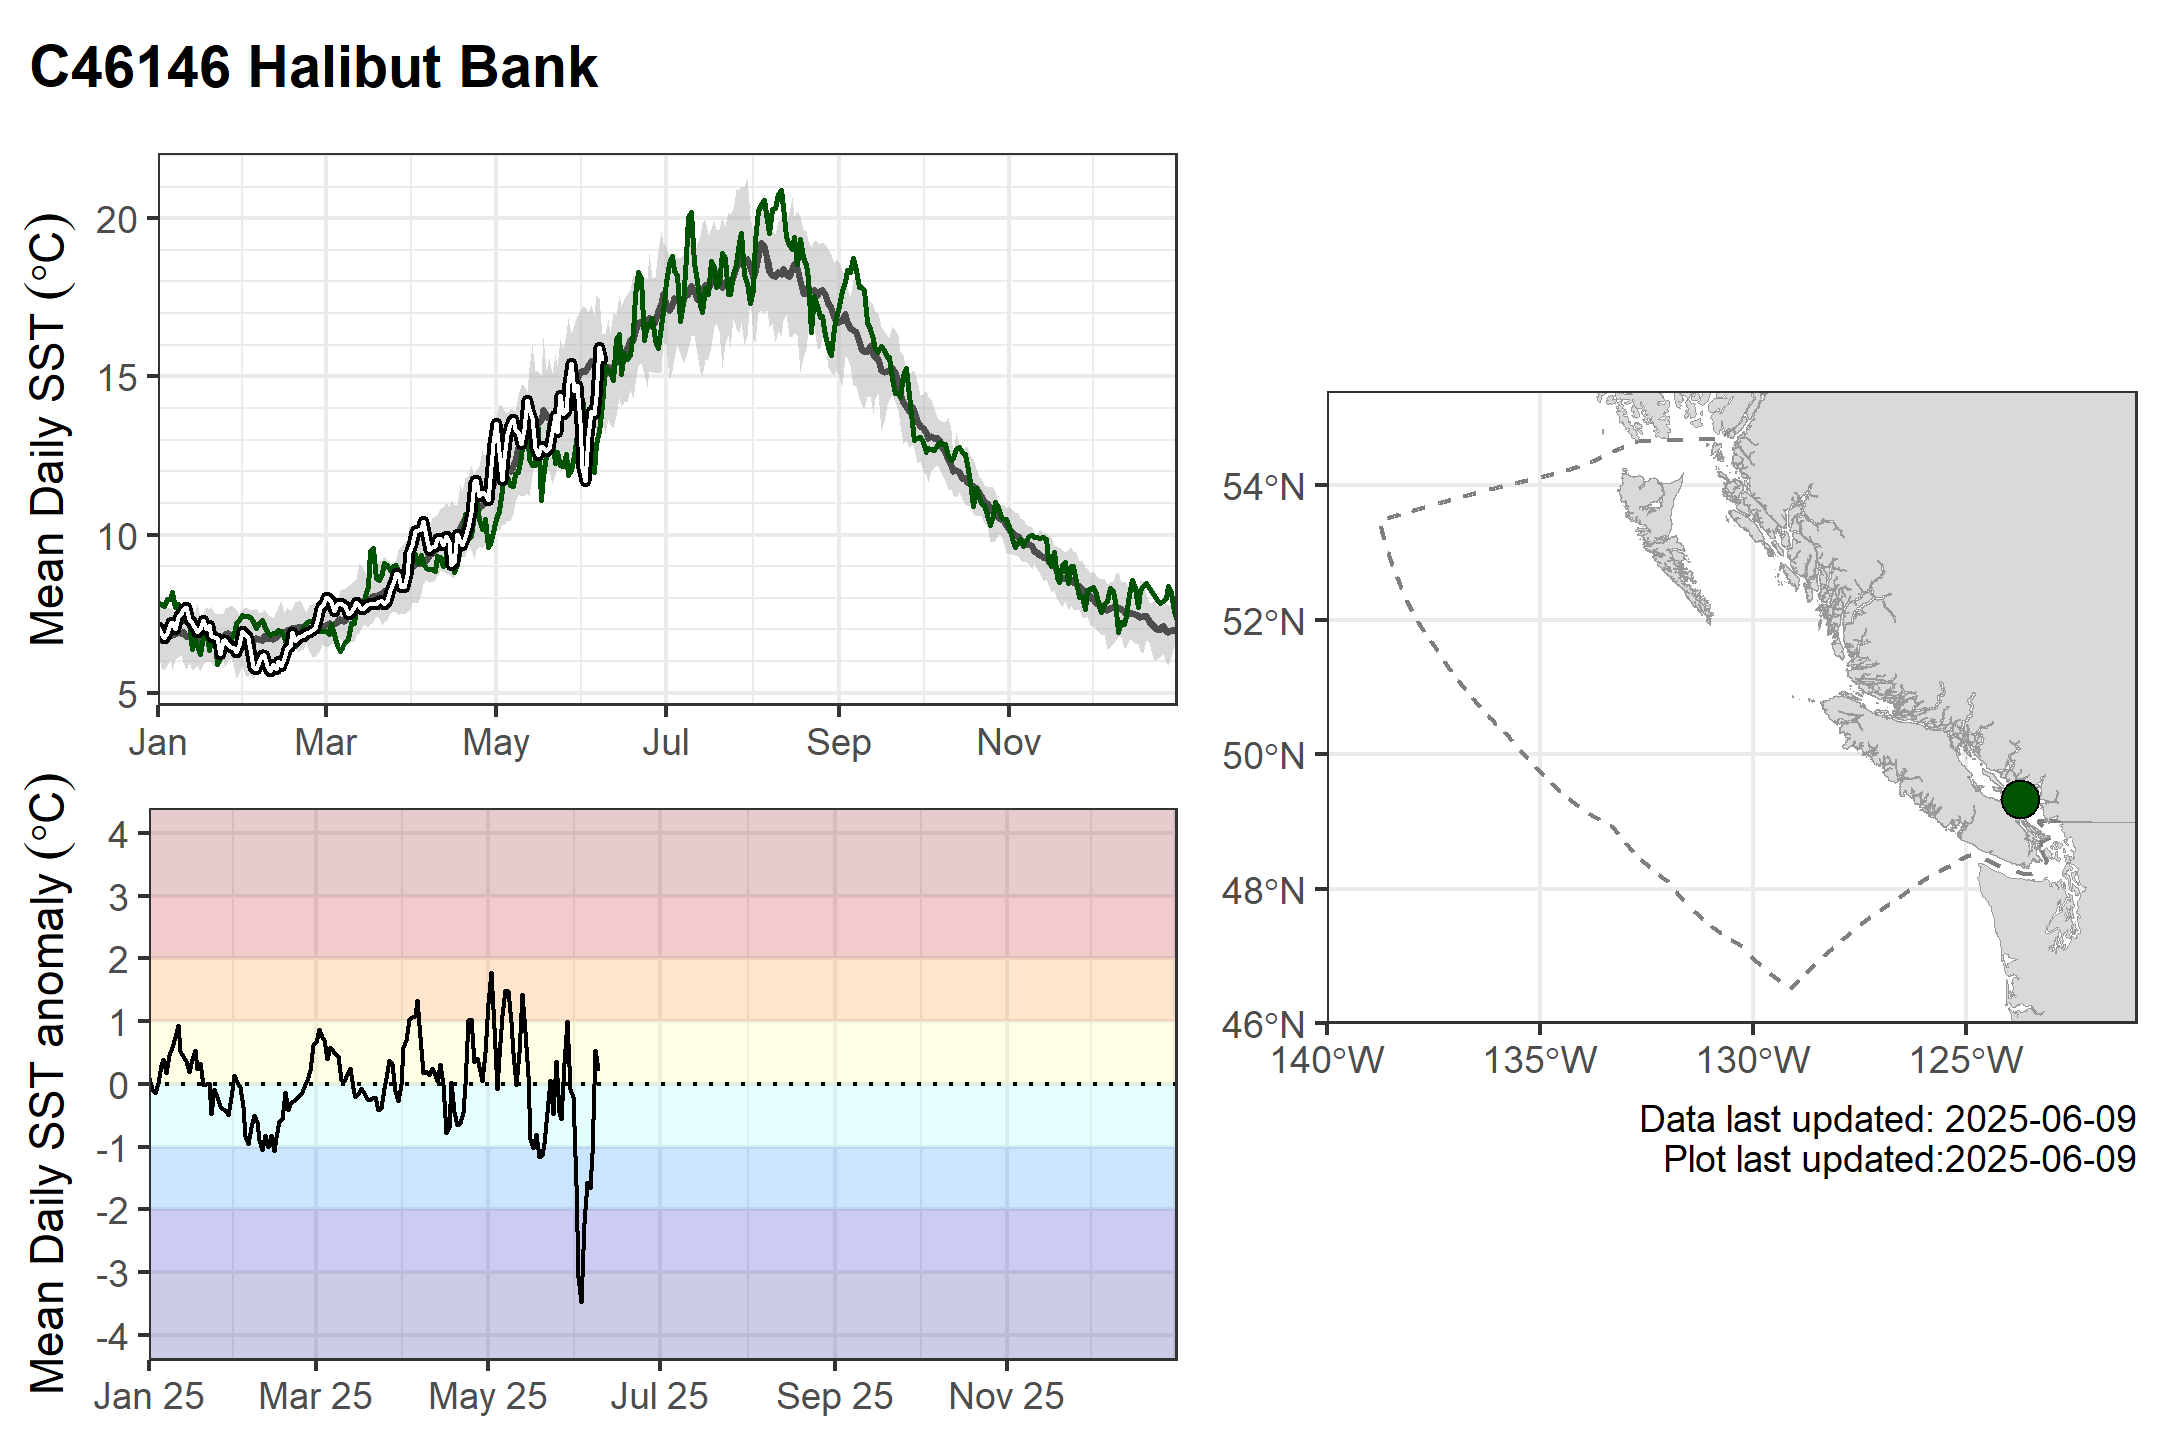 C46146 Halibut Bank
Mean Daily SST (°C)
20
15
10
5
Jan Mar May Jul Sep Nov
Mean Daily SST anomaly (°C)
4
3
2
1
0
-1
-2
-3
-4
Jan 25 Mar 25 May 25 Jul 25 Sep 25 Nov 25
54°N
52°N
50°N
48°N
46°N
140°W 135°W 130°W 125°W
Data last updated: 2025-06-09
Plot last updated:2025-06-09